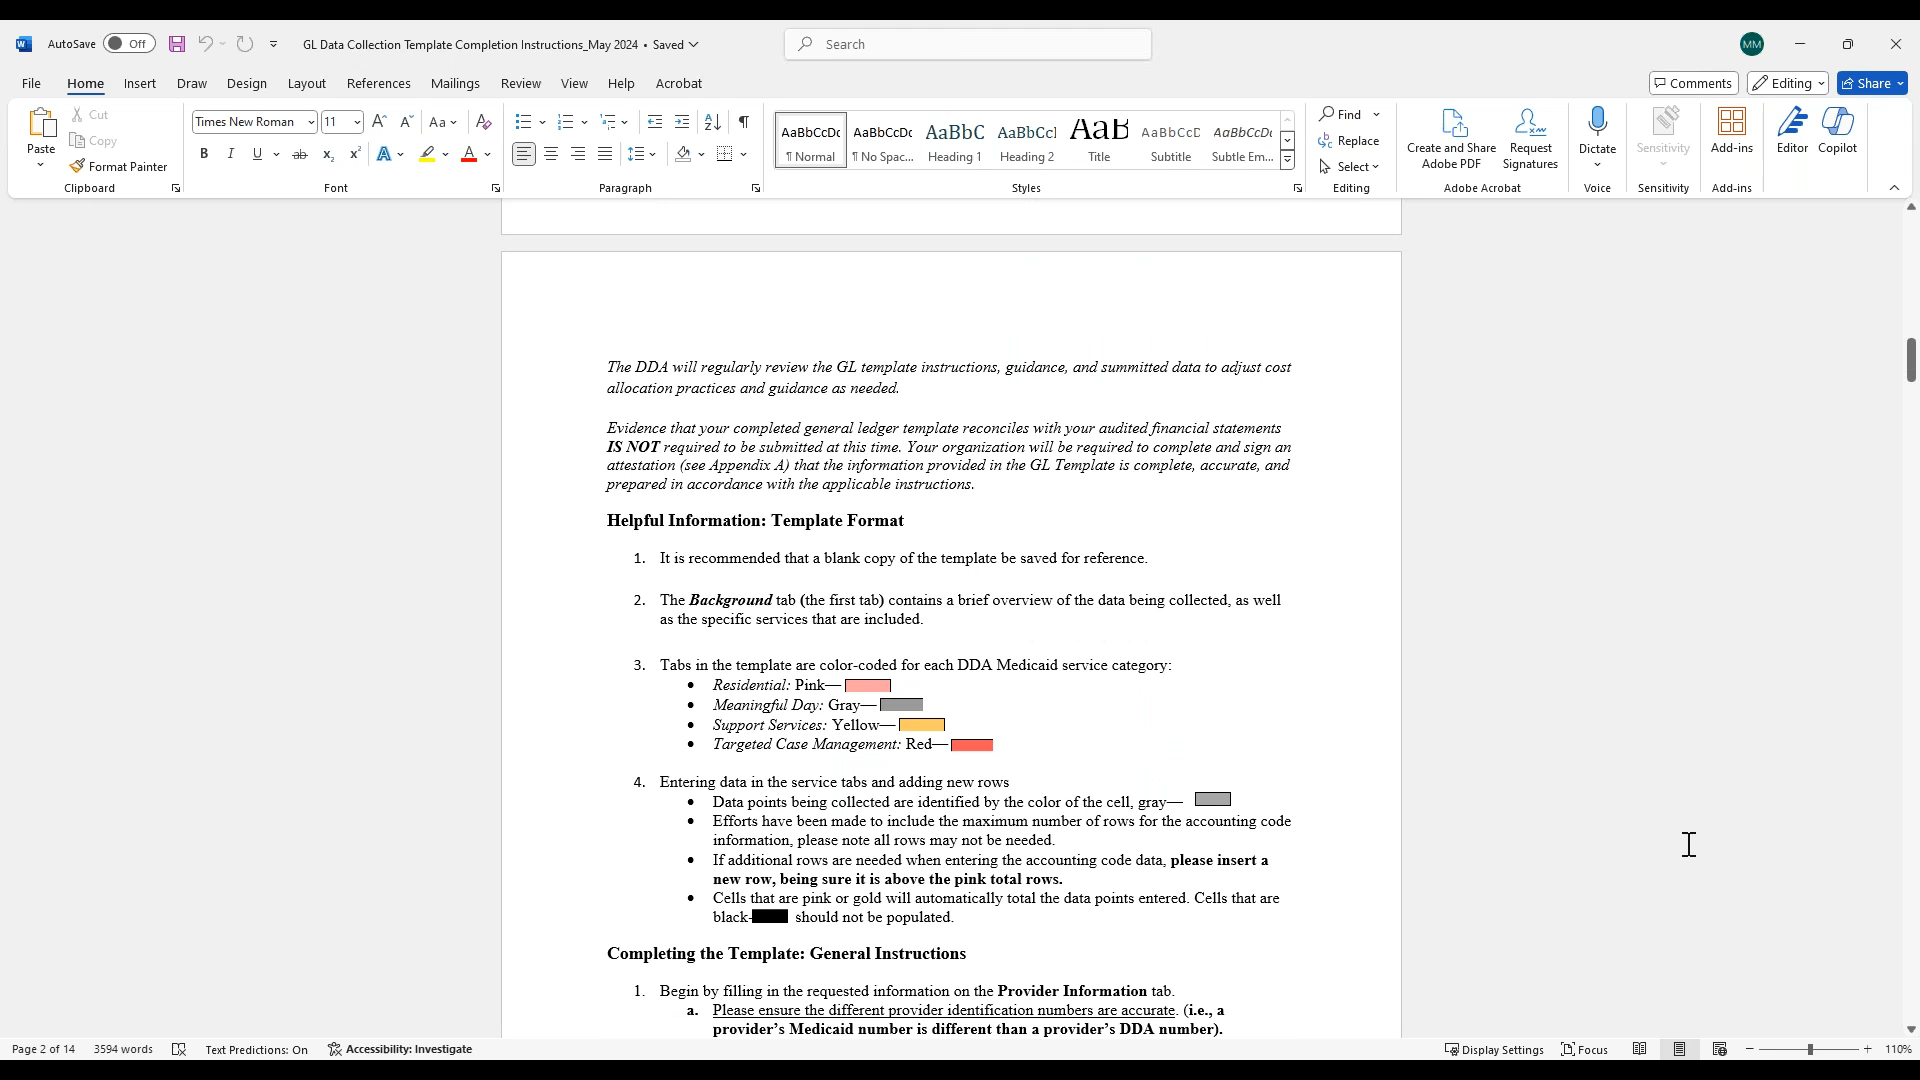 AutoSave Off GL Data Collection Template Completion Instructions_May 2024 • Saved Search MM
File Home Insert Draw Design Layout References Mailings Review View Help Acrobat Comments Editing Share
Paste Cut Copy Format Painter
Clipboard
Times New Roman 11 Aa
B I U ab x₂ x² A A
Font
Paragraph
AaBbCcDc AaBbCcDc AaBbC AaBbCcl AaB AaBbCcD AaBbCcDc
¶ Normal ¶ No Spac... Heading 1 Heading 2 Title Subtitle Subtle Em...
Styles
Find
Replace
Select
Editing
Create and Share Adobe PDF
Request Signatures
Adobe Acrobat
Dictate
Voice
Sensitivity
Sensitivity
Add-ins
Add-ins
Editor Copilot
The DDA will regularly review the GL template instructions, guidance, and summitted data to adjust cost
allocation practices and guidance as needed.
Evidence that your completed general ledger template reconciles with your audited financial statements
IS NOT required to be submitted at this time. Your organization will be required to complete and sign an
attestation (see Appendix A) that the information provided in the GL Template is complete, accurate, and
prepared in accordance with the applicable instructions.
Helpful Information: Template Format
1. It is recommended that a blank copy of the template be saved for reference.
2. The Background tab (the first tab) contains a brief overview of the data being collected, as well
as the specific services that are included.
3. Tabs in the template are color-coded for each DDA Medicaid service category:
• Residential: Pink—
• Meaningful Day: Gray—
• Support Services: Yellow—
• Targeted Case Management: Red—
4. Entering data in the service tabs and adding new rows
• Data points being collected are identified by the color of the cell, gray—
• Efforts have been made to include the maximum number of rows for the accounting code
information, please note all rows may not be needed.
• If additional rows are needed when entering the accounting code data, please insert a
new row, being sure it is above the pink total rows.
• Cells that are pink or gold will automatically total the data points entered. Cells that are
black- should not be populated.
Completing the Template: General Instructions
1. Begin by filling in the requested information on the Provider Information tab.
a. Please ensure the different provider identification numbers are accurate. (i.e., a
provider's Medicaid number is different than a provider's DDA number).
Page 2 of 14 3594 words Text Predictions: On Accessibility: Investigate Display Settings Focus 110%